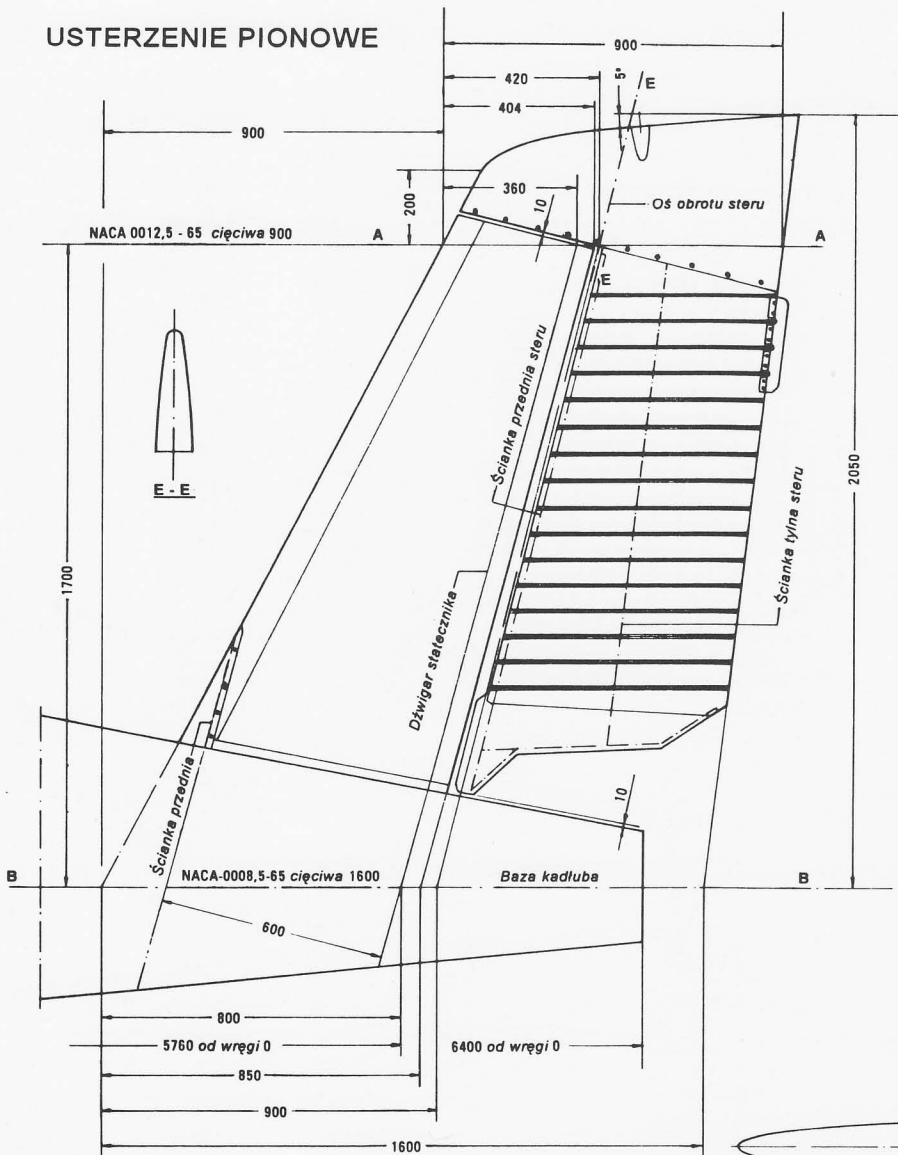 USTERZENIE PIONOWE
900
420
5°
E
404
900
360
200
10
Oś obrotu steru
NACA 0012,5 - 65 cięciwa 900
A
A
E
Ścianka przednia steru
E - E
2050
1700
Ścianka tylna steru
Dźwigar statecznika
Ścianka przednia
10
B
NACA-0008,5-65 cięciwa 1600
Baza kadłuba
B
600
800
5760 od wręgi 0
6400 od wręgi 0
850
900
1600